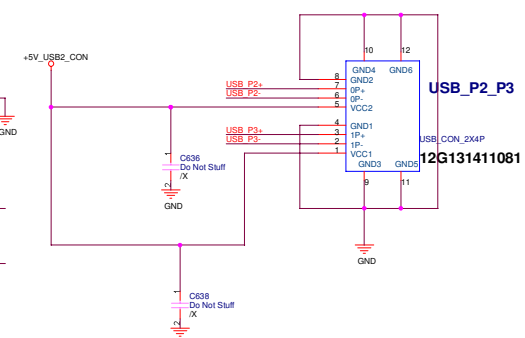 +5V_USB2_CON
10
12
GND4
GND6
8
GND2
USB_P2+
7
0P+
USB_P2-
6
0P-
5
VCC2
USB_P2_P3
GND
4
GND1
USB_P3+
3
1P+
USB_P3-
2
1P-
USB_CON_2X4P
1
VCC1
12G131411081
GND3
GND5
9
11
1
C636
Do Not Stuff
/X
2
GND
GND
1
C638
Do Not Stuff
/X
2